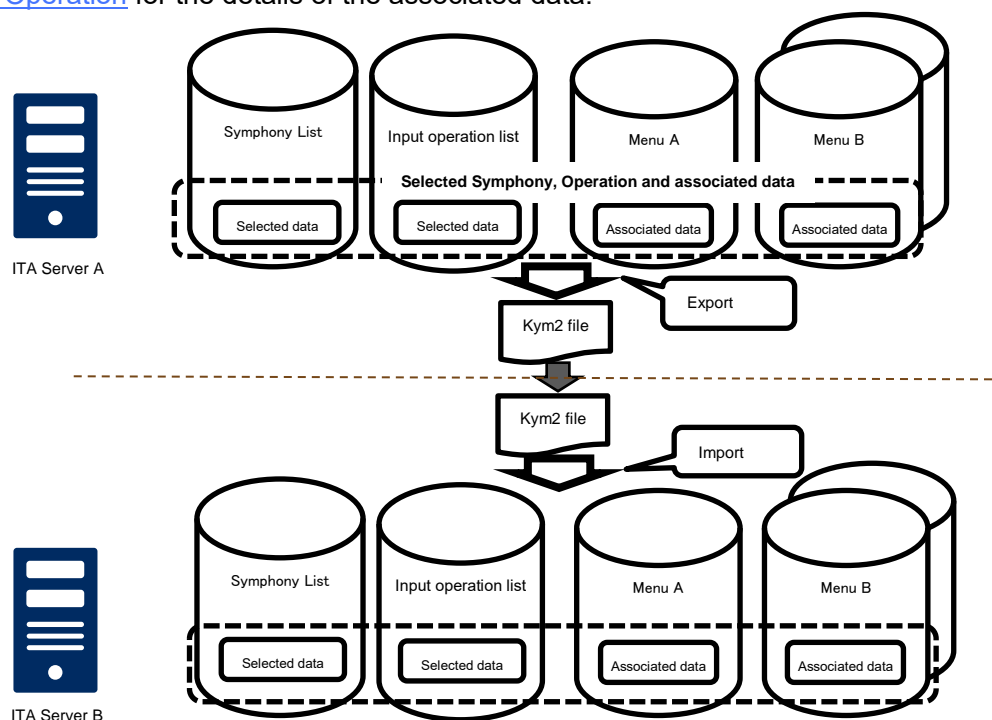 Operation for the details of the associated data.
Symphony List
Input operation list
Menu A
Menu B
Selected Symphony, Operation and associated data
Selected data
Selected data
Associated data
Associated data
ITA Server A
Export
Kym2 file
Kym2 file
Import
Symphony List
Input operation list
Menu A
Menu B
Selected data
Selected data
Associated data
Associated data
ITA Server B